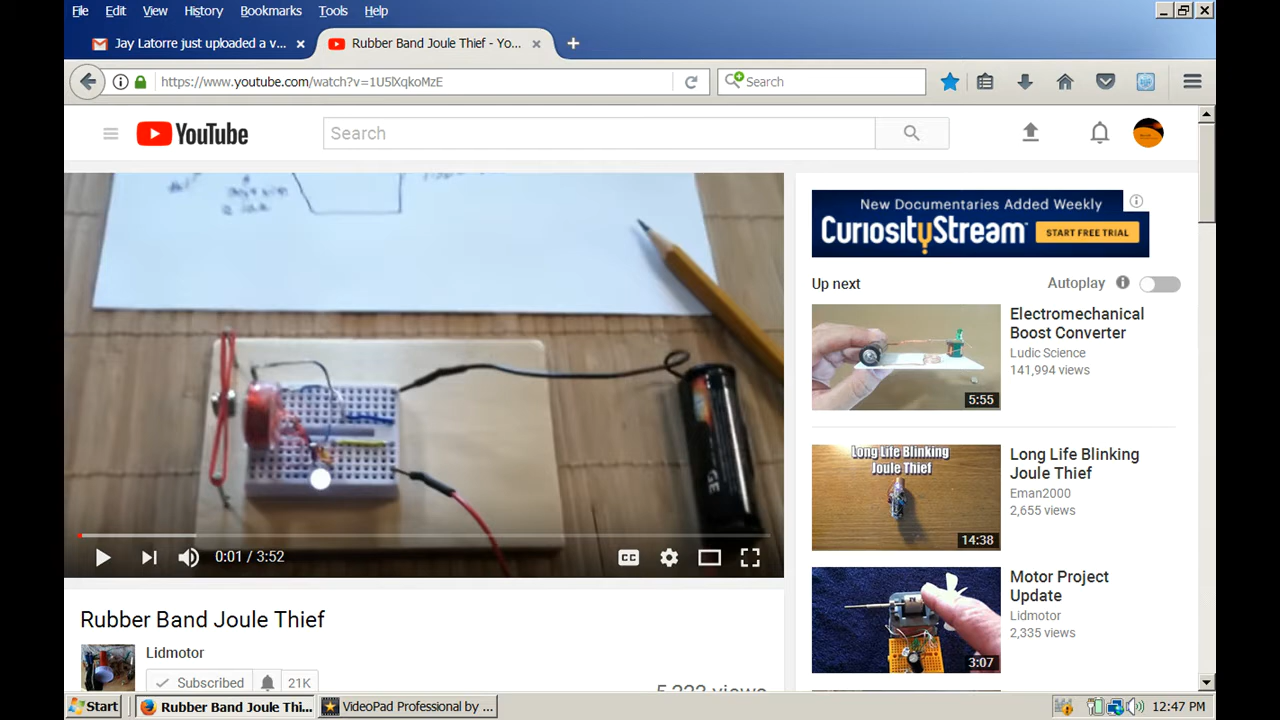 File Edit View History Bookmarks Tools Help
Jay Latorre just uploaded a v...
Rubber Band Joule Thief - Yo...
https://www.youtube.com/watch?v=1U5lXqkoMzE
Search
YouTube
Search
New Documentaries Added Weekly
CuriosityStream
START FREE TRIAL
Up next
Autoplay
Electromechanical
Boost Converter
Ludic Science
141,994 views
5:55
Long Life Blinking
Joule Thief
14:38
Long Life Blinking
Joule Thief
Eman2000
2,655 views
Motor Project
Update
Lidmotor
2,335 views
3:07
0:01 / 3:52
CC
Rubber Band Joule Thief
Lidmotor
Subscribed
21K
views
Start
Rubber Band Joule Thi...
VideoPad Professional by ...
12:47 PM